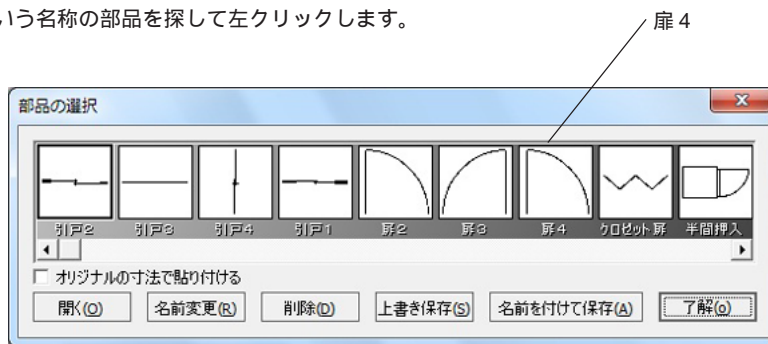 いう名称の部品を探して左クリックします。
扉4
部品の選択
引戸2 引戸3 引戸4 引戸1 扉2 扉3 扉4 クロゼット扉 半間押入
オリジナルの寸法で貼り付ける
開く(O) 名前変更(R) 削除(D) 上書き保存(S) 名前を付けて保存(A) 了解(o)